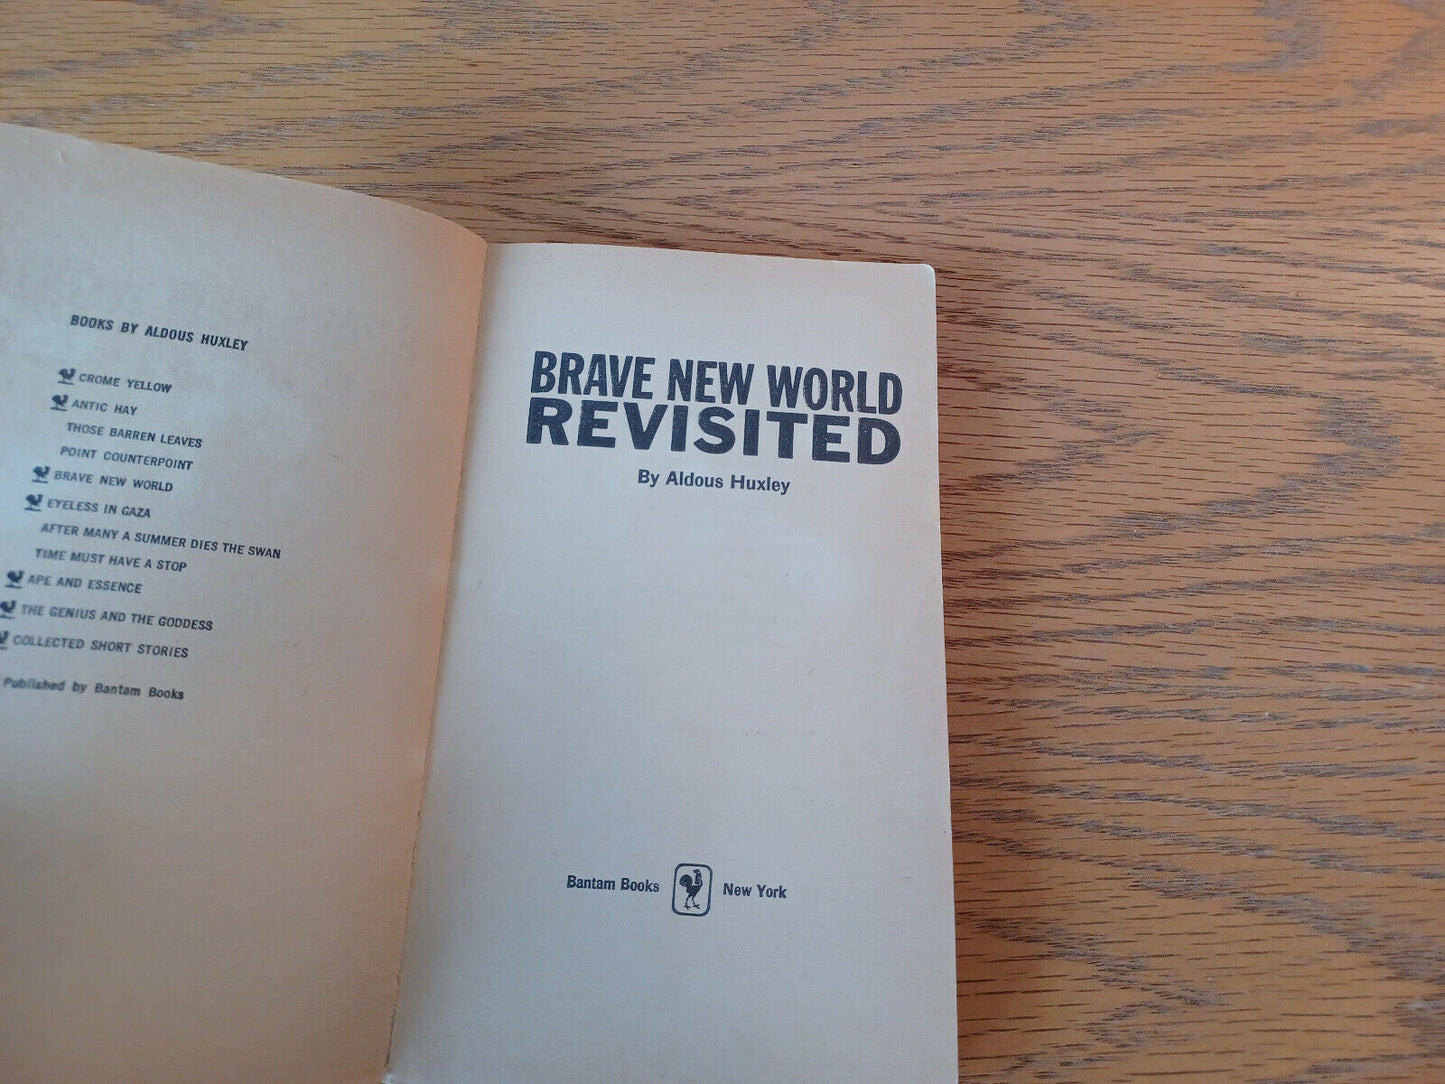 BOOKS BY ALDOUS HUXLEY
CROME YELLOW
ANTIC HAY
THOSE BARREN LEAVES
POINT COUNTERPOINT
BRAVE NEW WORLD
EYELESS IN GAZA
AFTER MANY A SUMMER DIES THE SWAN
TIME MUST HAVE A STOP
APE AND ESSENCE
THE GENIUS AND THE GODDESS
COLLECTED SHORT STORIES
Published by Bantam Books
BRAVE NEW WORLD
REVISITED
By Aldous Huxley
Bantam Books New York